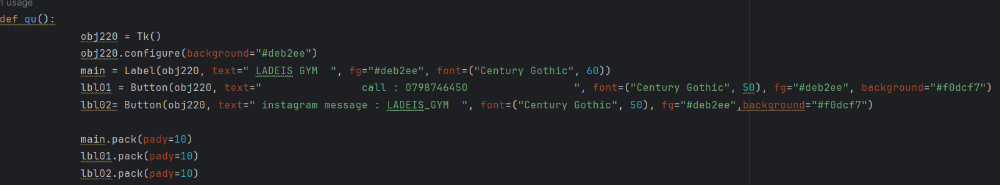 1 usage
def qu():
obj220 = Tk()
obj220.configure(background="#deb2ee")
main = Label(obj220, text=" LADEIS GYM  ", fg="#deb2ee", font=("Century Gothic", 60))
lbl01 = Button(obj220, text="                call : 0798746450                 ", font=("Century Gothic", 50), fg="#deb2ee", background="#f0dcf7")
lbl02= Button(obj220, text=" instagram message : LADEIS_GYM  ", font=("Century Gothic", 50), fg="#deb2ee",background="#f0dcf7")
main.pack(pady=10)
lbl01.pack(pady=10)
lbl02.pack(pady=10)